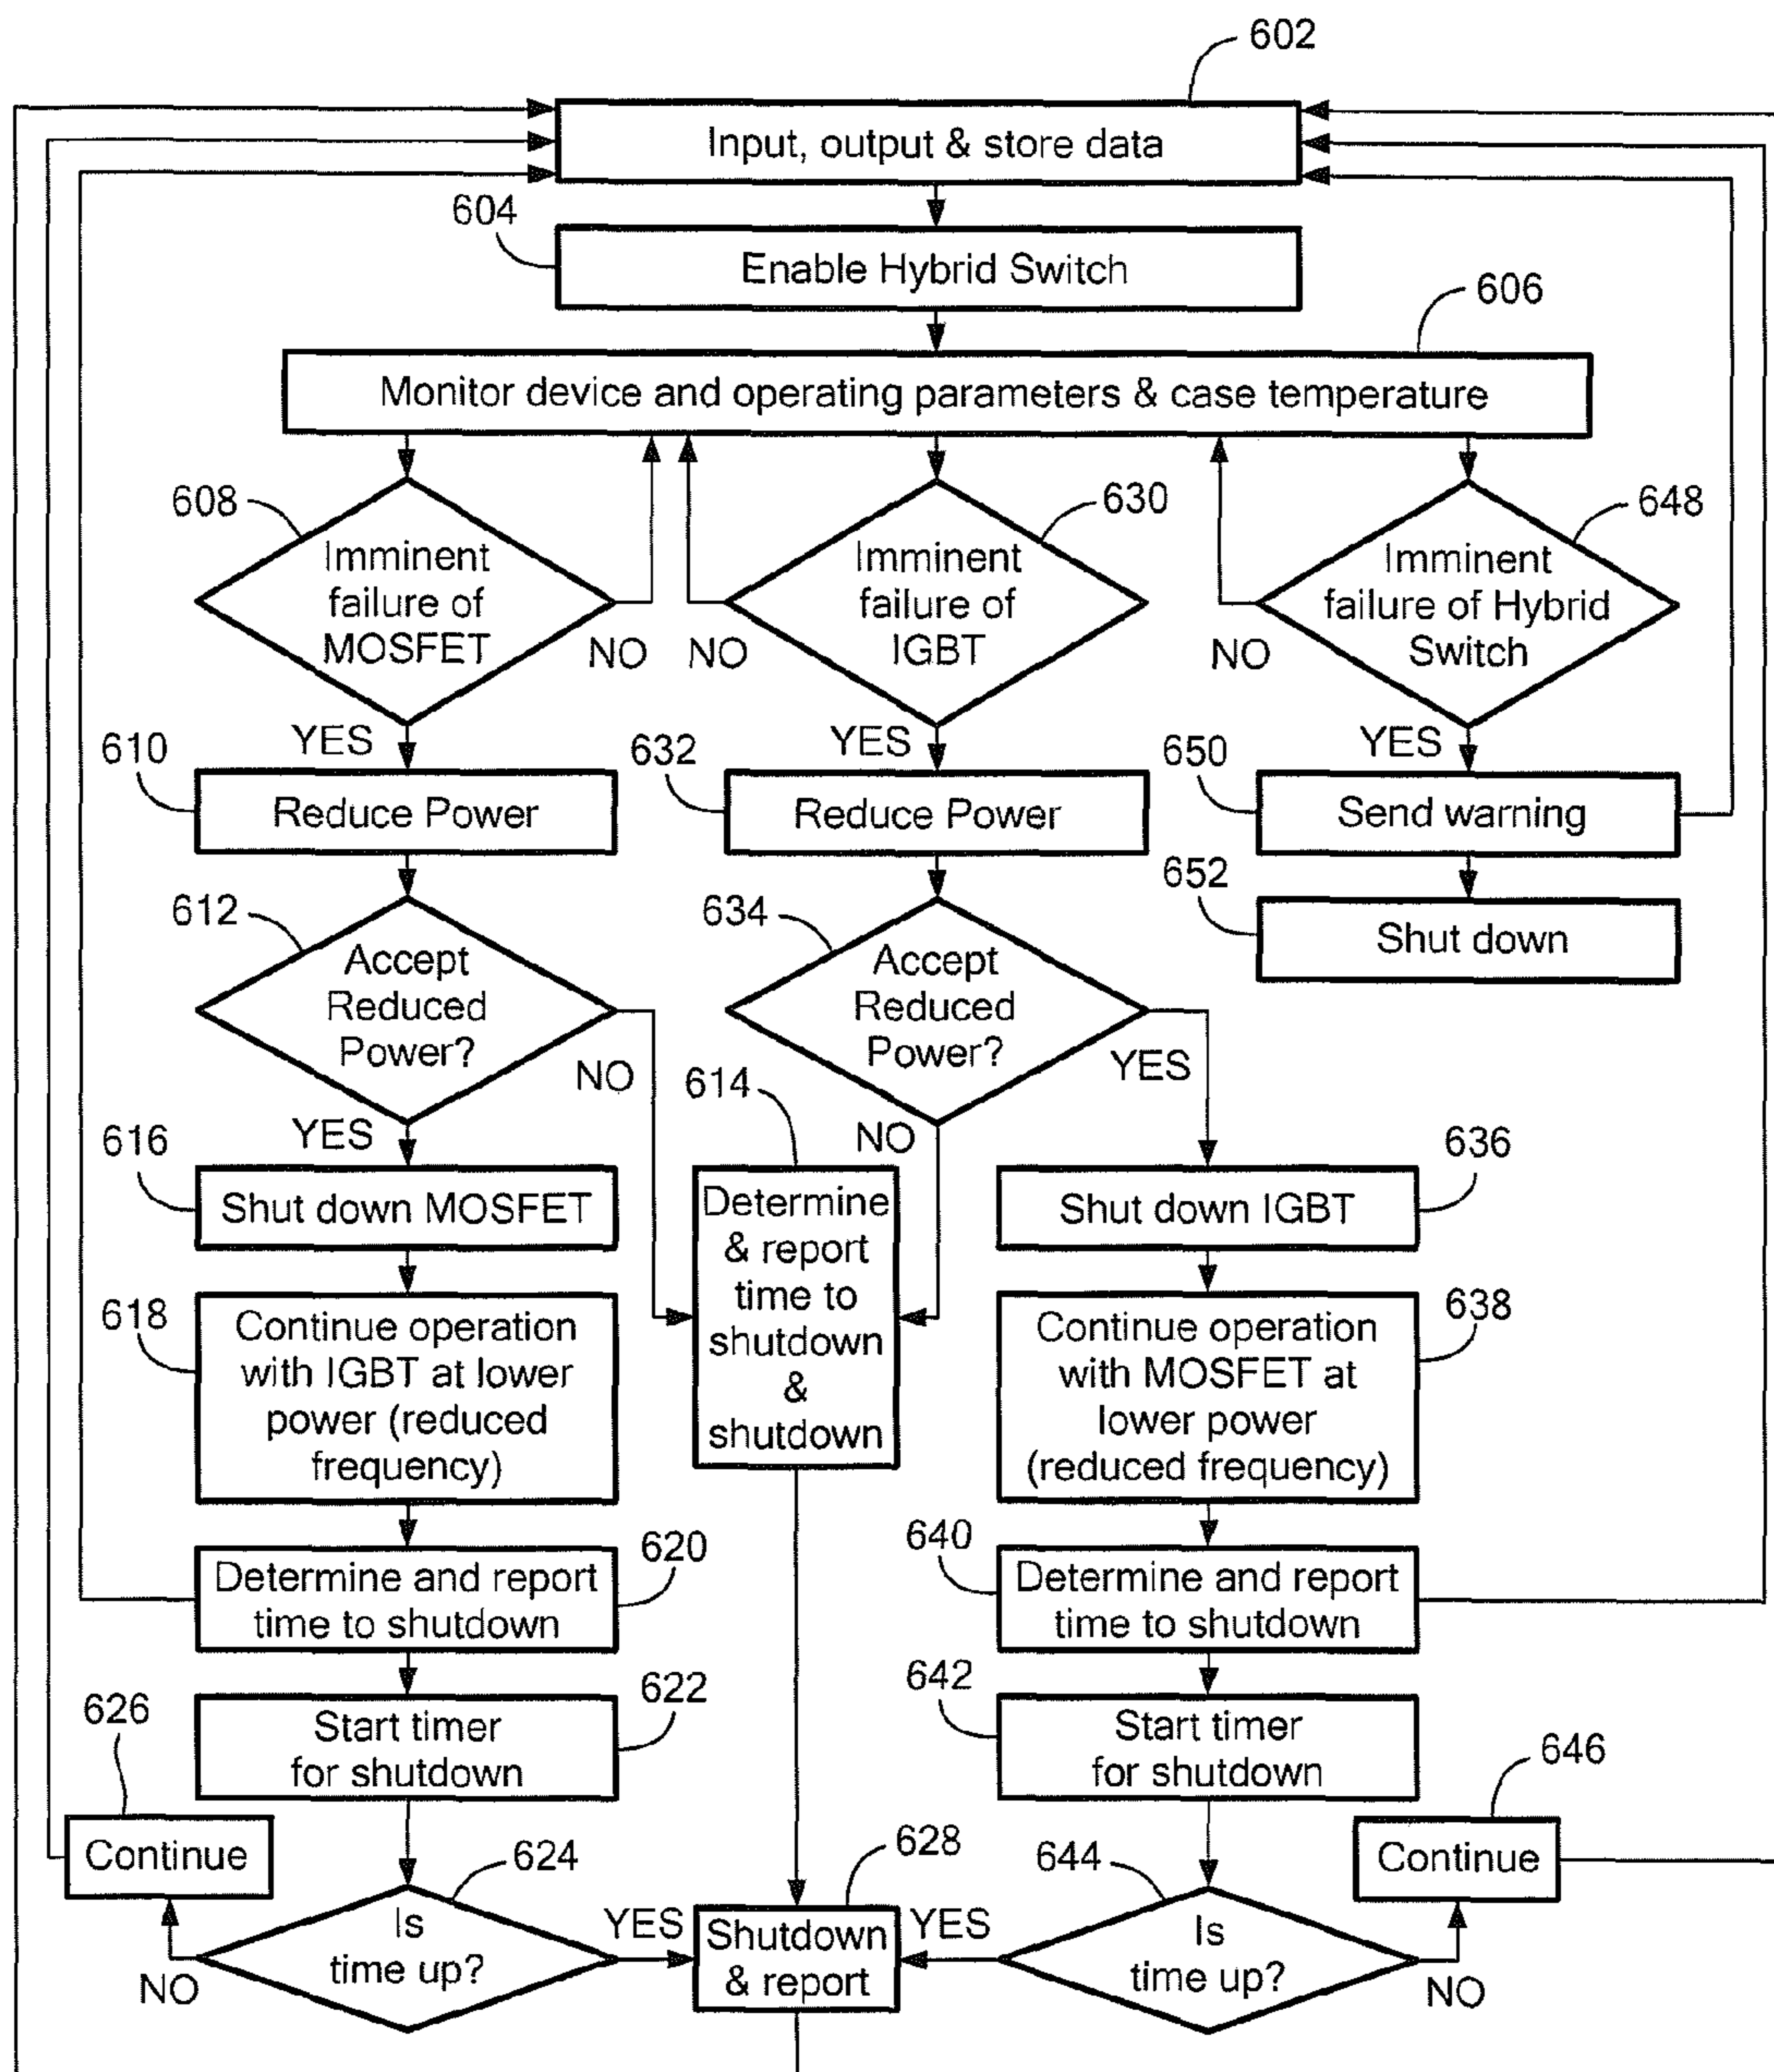 602
Input, output & store data
604
Enable Hybrid Switch
606
Monitor device and operating parameters & case temperature
608
Imminent
failure of
MOSFET
NO
YES
630
Imminent
failure of
IGBT
NO
YES
648
Imminent
failure of Hybrid
Switch
NO
YES
610
Reduce Power
632
Reduce Power
650
Send warning
652
Shut down
612
Accept
Reduced
Power?
NO
YES
634
Accept
Reduced
Power?
YES
NO
614
Determine
& report
time to
shutdown
&
shutdown
616
Shut down MOSFET
636
Shut down IGBT
618
Continue operation
with IGBT at lower
power (reduced
frequency)
638
Continue operation
with MOSFET at
lower power
(reduced frequency)
620
Determine and report
time to shutdown
640
Determine and report
time to shutdown
622
Start timer
for shutdown
642
Start timer
for shutdown
626
Continue
646
Continue
624
Is
time up?
NO
YES
628
Shutdown
& report
644
Is
time up?
YES
NO